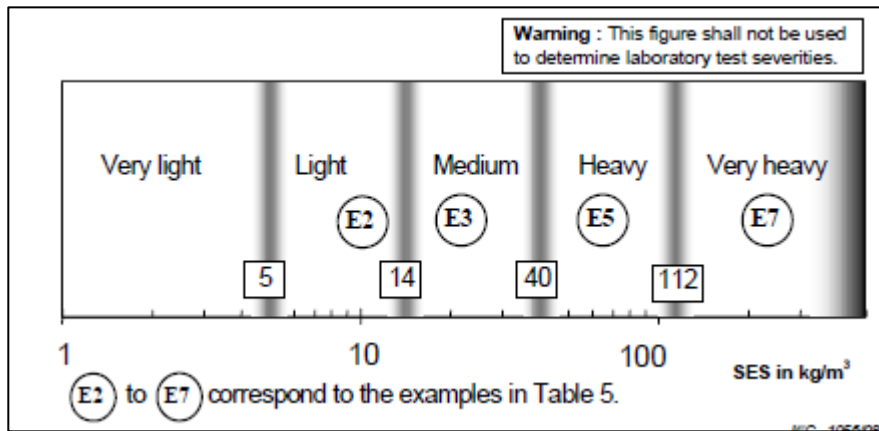 Warning : This figure shall not be used
to determine laboratory test severities.
Very light Light Medium Heavy Very heavy
E2 E3 E5 E7
5 14 40 112
1 10 100 SES in kg/m³
E2 to E7 correspond to the examples in Table 5.